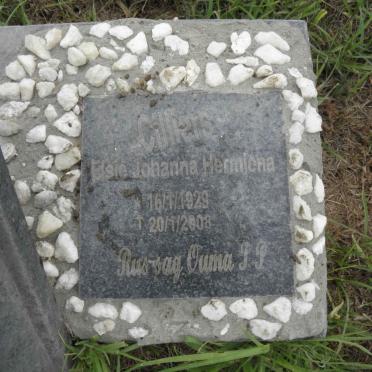 Cilliers
Elsie Johanna Hermiena
* 16/1/1929
† 20/1/2008
Rus sag Ouma